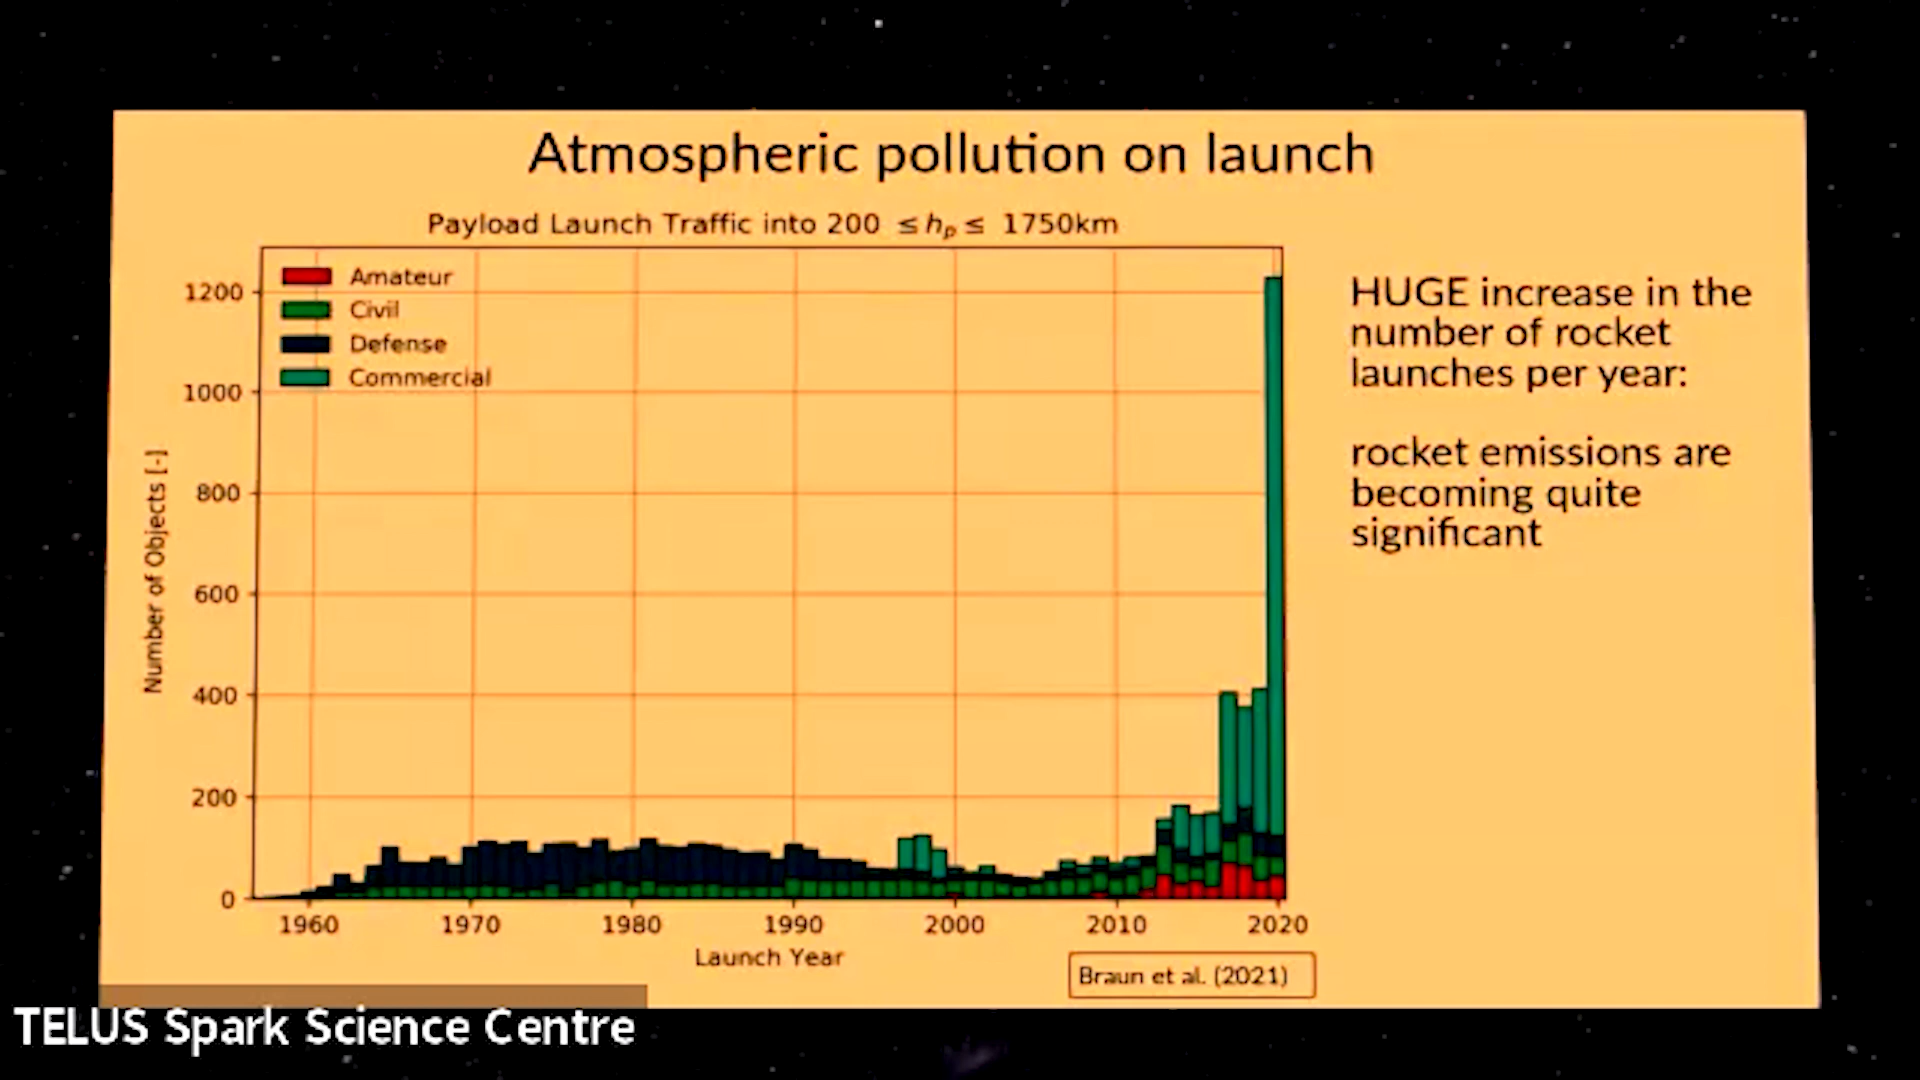 Atmospheric pollution on launch
Payload Launch Traffic into 200 ≤ hp ≤ 1750km
Amateur
Civil
Defense
Commercial
1200
1000
800
600
400
200
0
Number of Objects [-]
1960 1970 1980 1990 2000 2010 2020
Launch Year
Braun et al. (2021)
HUGE increase in the
number of rocket
launches per year:
rocket emissions are
becoming quite
significant
TELUS Spark Science Centre